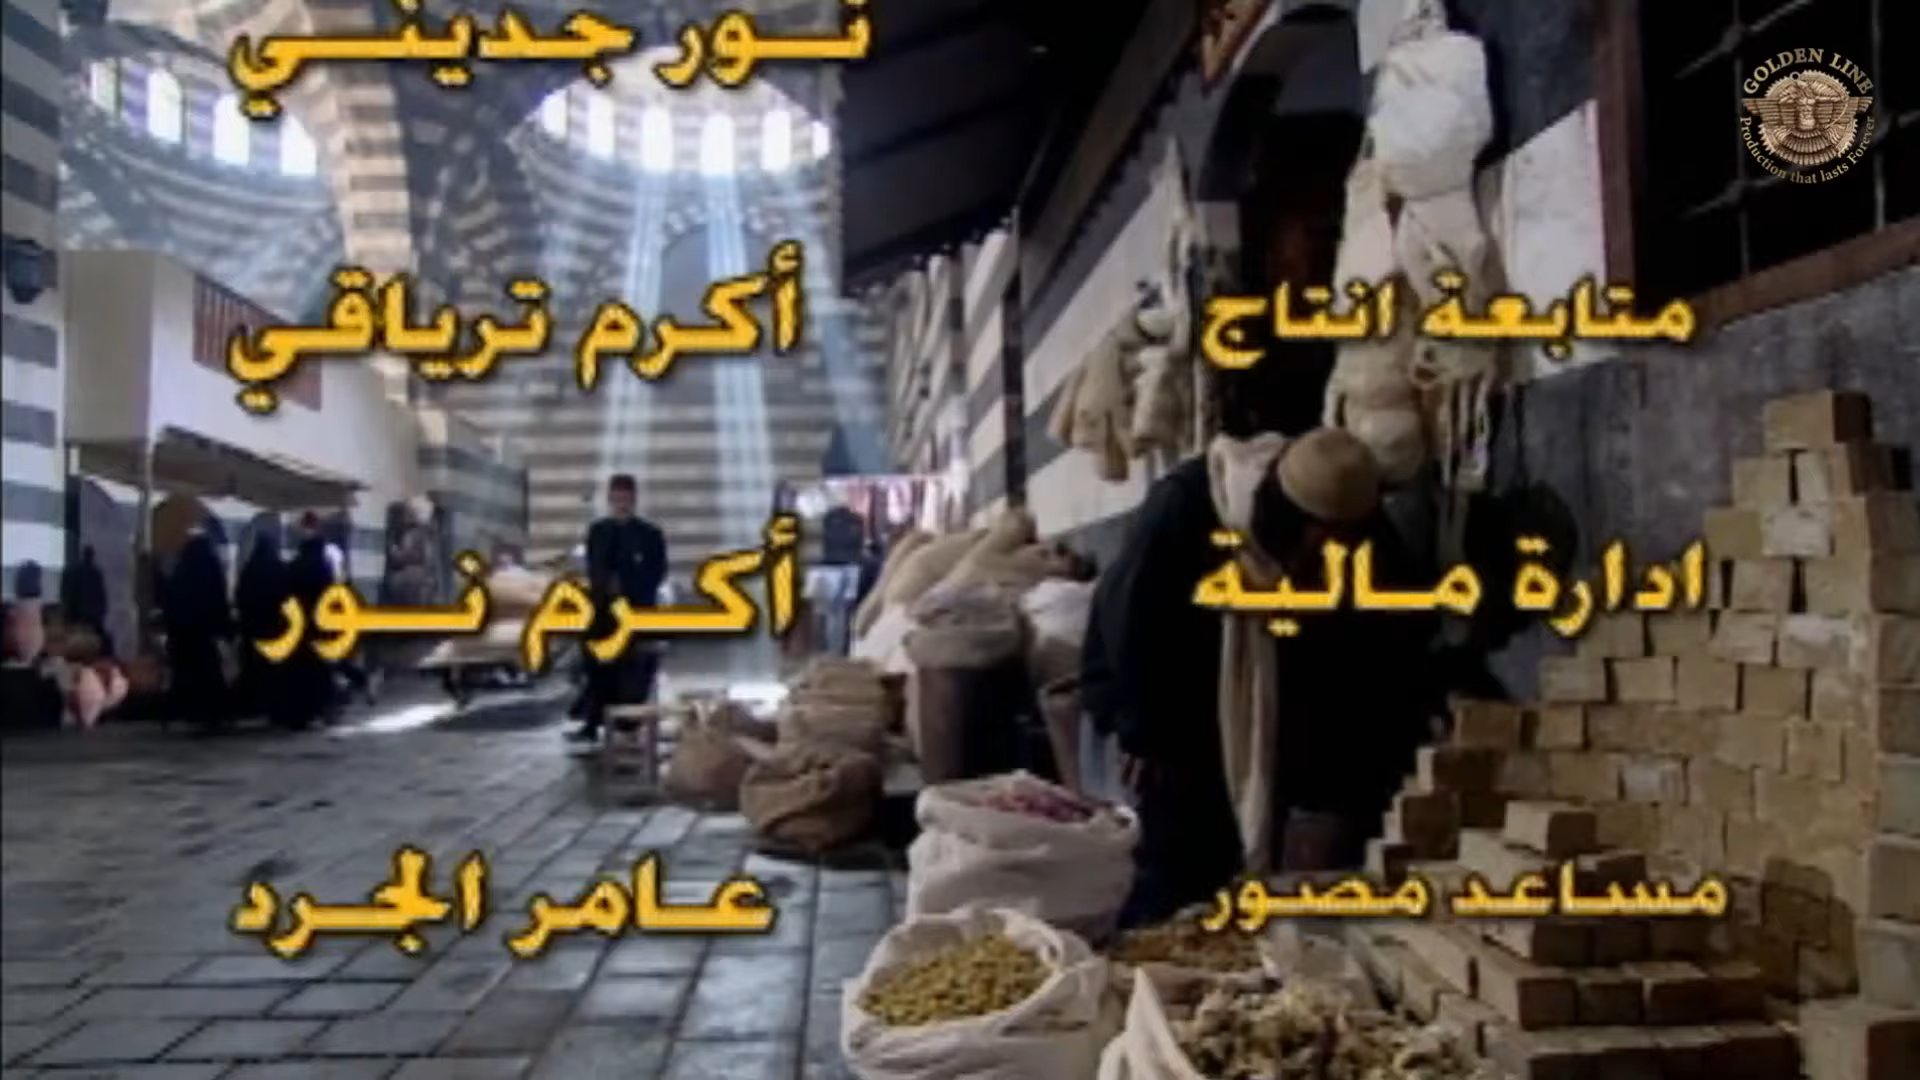 نور جديني
متابعة انتاج أكرم ترياقي
ادارة مالية أكرم نور
مساعد مصور عامر الجرد
GOLDEN LINE
Production that lasts Forever